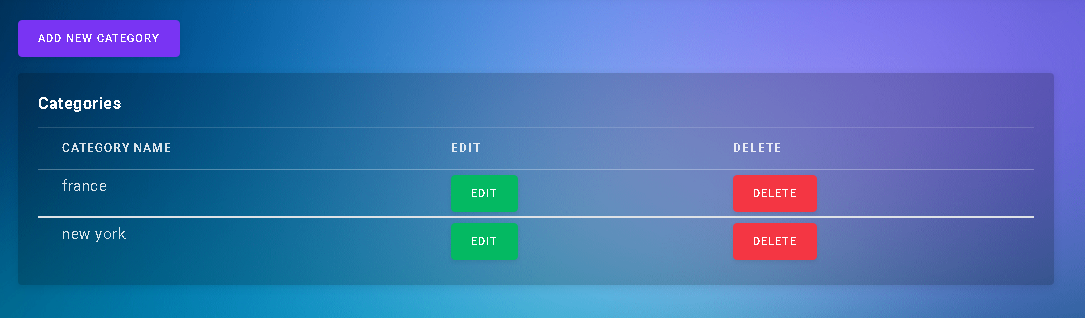 ADD NEW CATEGORY
Categories
CATEGORY NAME EDIT DELETE
france EDIT DELETE
new york EDIT DELETE